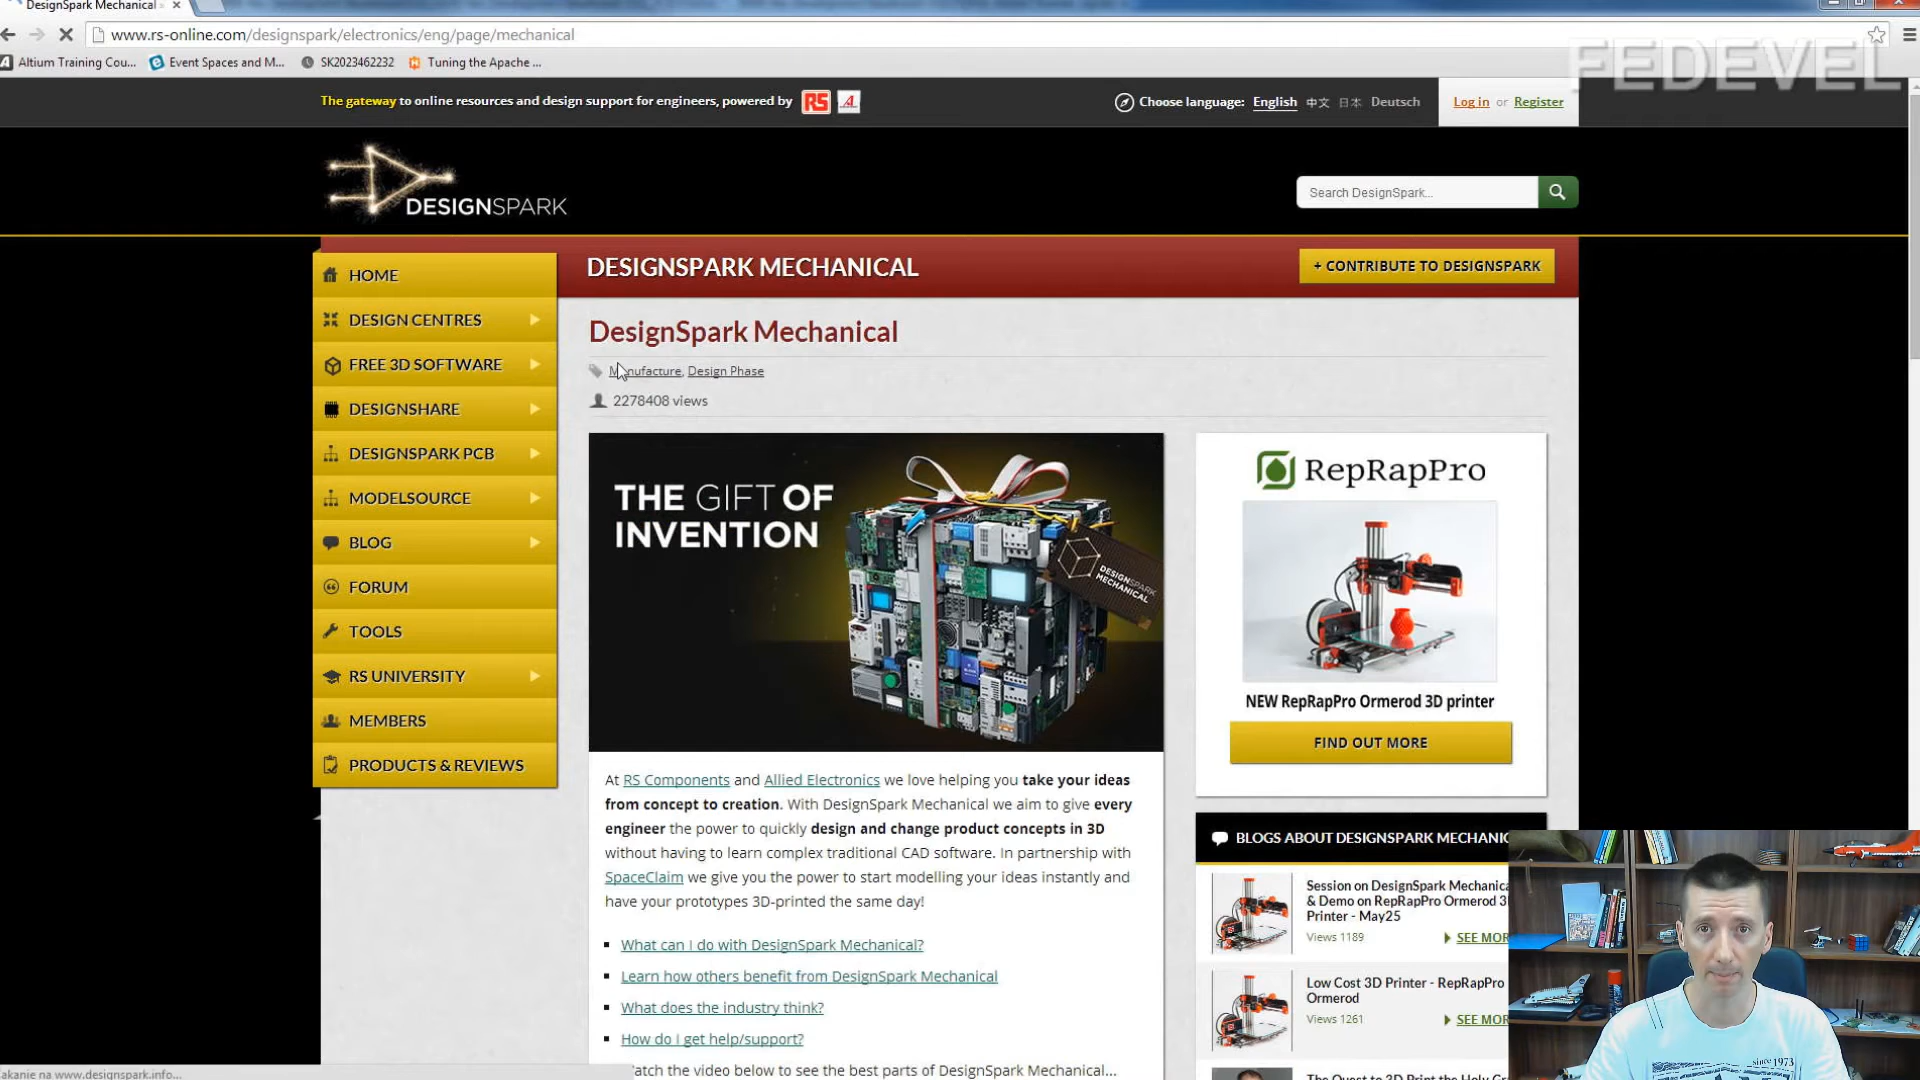 DesignSpark Mechanical
www.rs-online.com/designspark/electronics/eng/page/mechanical
Altium Training Cou...
Event Spaces and M...
SK2023462232
Tuning the Apache ...
FEDEVEL
The gateway to online resources and design support for engineers, powered by RS A
Choose language: English 中文 日本 Deutsch
Log in or Register
DESIGNSPARK
Search DesignSpark...
HOME
DESIGN CENTRES
FREE 3D SOFTWARE
DESIGNSHARE
DESIGNSPARK PCB
MODELSOURCE
BLOG
FORUM
TOOLS
RS UNIVERSITY
MEMBERS
PRODUCTS & REVIEWS
DESIGNSPARK MECHANICAL
+ CONTRIBUTE TO DESIGNSPARK
DesignSpark Mechanical
Manufacture, Design Phase
2278408 views
THE GIFT OF
INVENTION
DESIGNSPARK
MECHANICAL
At RS Components and Allied Electronics we love helping you take your ideas
from concept to creation. With DesignSpark Mechanical we aim to give every
engineer the power to quickly design and change product concepts in 3D
without having to learn complex traditional CAD software. In partnership with
SpaceClaim we give you the power to start modelling your ideas instantly and
have your prototypes 3D-printed the same day!
What can I do with DesignSpark Mechanical?
Learn how others benefit from DesignSpark Mechanical
What does the industry think?
How do I get help/support?
atch the video below to see the best parts of DesignSpark Mechanical...
RepRapPro
NEW RepRapPro Ormerod 3D printer
FIND OUT MORE
BLOGS ABOUT DESIGNSPARK MECHANIC
Session on DesignSpark Mechanica
& Demo on RepRapPro Ormerod 3
Printer - May25
Views 1189
SEE MOR
Low Cost 3D Printer - RepRapPro
Ormerod
Views 1261
SEE MOR
The Quest to 3D Print the Holy Gr
since 1973
akanie na www.designspark.info...